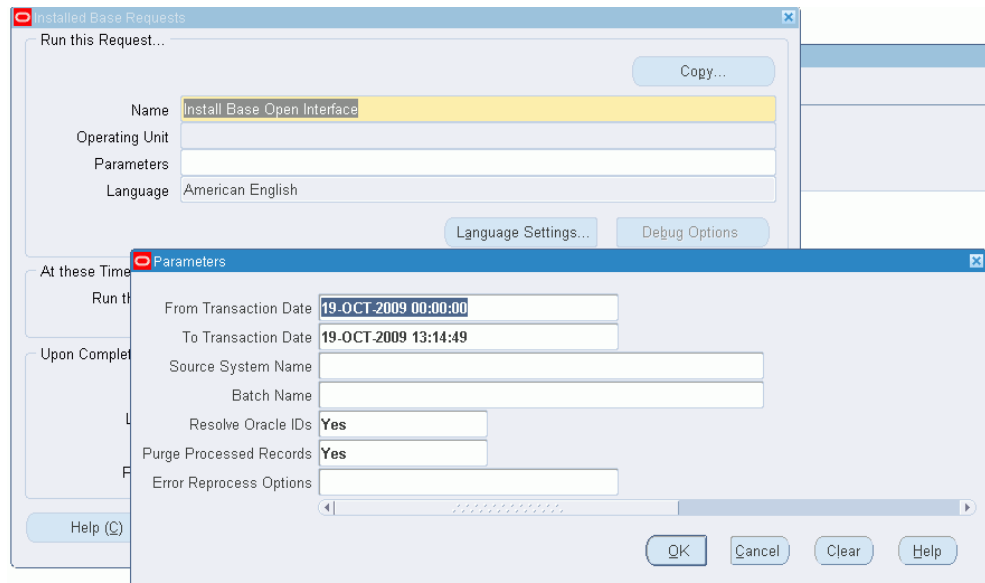 Installed Base Requests
Run this Request...
Copy...
Name Install Base Open Interface
Operating Unit
Parameters
Language American English
Language Settings... Debug Options
At these Time
Run th
Upon Complet
L
F
Help (C)
Parameters
From Transaction Date 19-OCT-2009 00:00:00
To Transaction Date 19-OCT-2009 13:14:49
Source System Name
Batch Name
Resolve Oracle IDs Yes
Purge Processed Records Yes
Error Reprocess Options
OK Cancel Clear Help